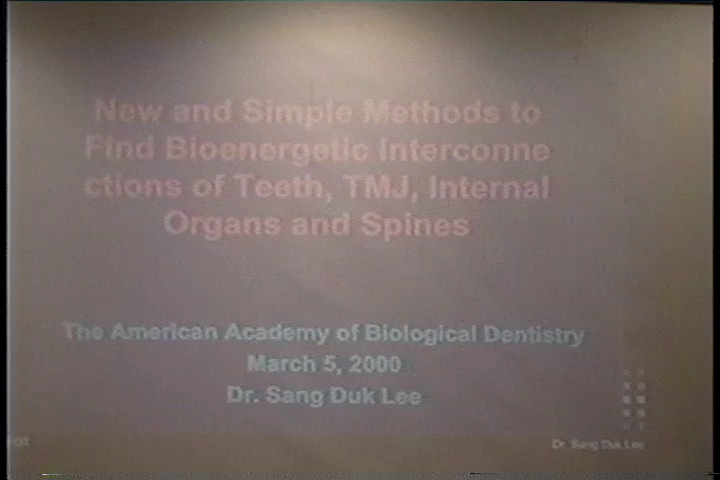 New and Simple Methods to
Find Bioenergetic Interconne
ctions of Teeth, TMJ, Internal
Organs and Spines
The American Academy of Biological Dentistry
March 5, 2000
Dr. Sang Duk Lee
Dr. Sang Duk Lee